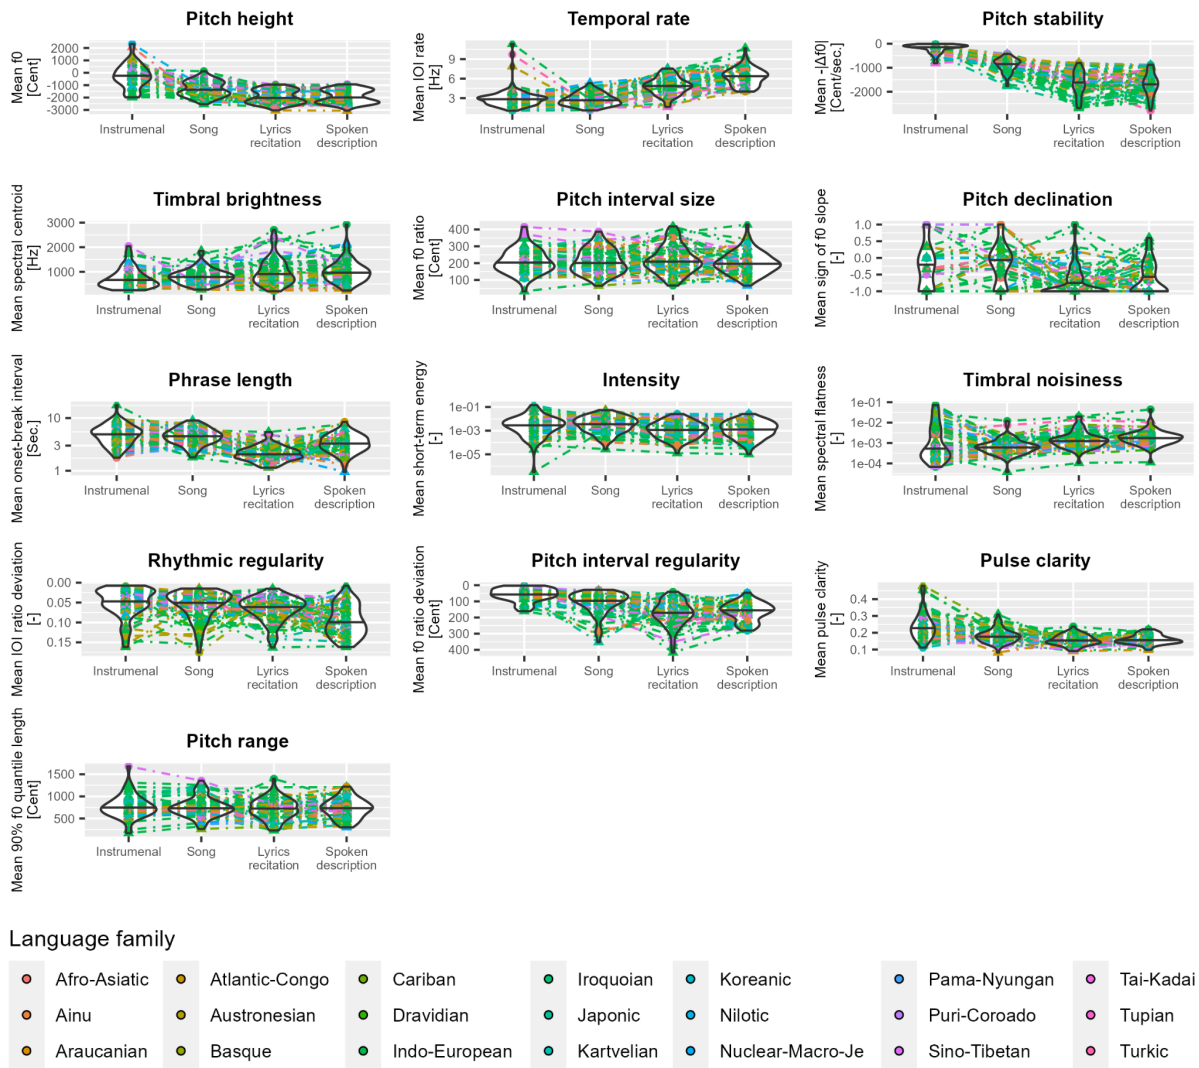 Pitch height
Mean f0
[Cent]
2000
1000
0
-1000
-2000
-3000
Instrumenal
Song
Lyrics
recitation
Spoken
description
Temporal rate
Mean IOI rate
[Hz]
9
6
3
Instrumenal
Song
Lyrics
recitation
Spoken
description
Pitch stability
Mean -|Δf0|
[Cent/sec.]
0
-1000
-2000
Instrumenal
Song
Lyrics
recitation
Spoken
description
Timbral brightness
Mean spectral centroid
[Hz]
3000
2000
1000
Instrumenal
Song
Lyrics
recitation
Spoken
description
Pitch interval size
Mean f0 ratio
[Cent]
400
300
200
100
Instrumenal
Song
Lyrics
recitation
Spoken
description
Pitch declination
Mean sign of f0 slope
[-]
1.0
0.5
0.0
-0.5
-1.0
Instrumenal
Song
Lyrics
recitation
Spoken
description
Phrase length
Mean onset-break interval
[Sec.]
10
3
1
Instrumenal
Song
Lyrics
recitation
Spoken
description
Intensity
Mean short-term energy
[-]
1e-01
1e-03
1e-05
Instrumenal
Song
Lyrics
recitation
Spoken
description
Timbral noisiness
Mean spectral flatness
[-]
1e-01
1e-02
1e-03
1e-04
Instrumenal
Song
Lyrics
recitation
Spoken
description
Rhythmic regularity
Mean IOI ratio deviation
[-]
0.00
0.05
0.10
0.15
Instrumenal
Song
Lyrics
recitation
Spoken
description
Pitch interval regularity
Mean f0 ratio deviation
[Cent]
0
100
200
300
400
Instrumenal
Song
Lyrics
recitation
Spoken
description
Pulse clarity
Mean pulse clarity
[-]
0.4
0.3
0.2
0.1
Instrumenal
Song
Lyrics
recitation
Spoken
description
Pitch range
Mean 90% f0 quantile length
[Cent]
1500
1000
500
Instrumenal
Song
Lyrics
recitation
Spoken
description
Language family
Afro-Asiatic
Atlantic-Congo
Cariban
Iroquoian
Koreanic
Pama-Nyungan
Tai-Kadai
Ainu
Austronesian
Dravidian
Japonic
Nilotic
Puri-Coroado
Tupian
Araucanian
Basque
Indo-European
Kartvelian
Nuclear-Macro-Je
Sino-Tibetan
Turkic